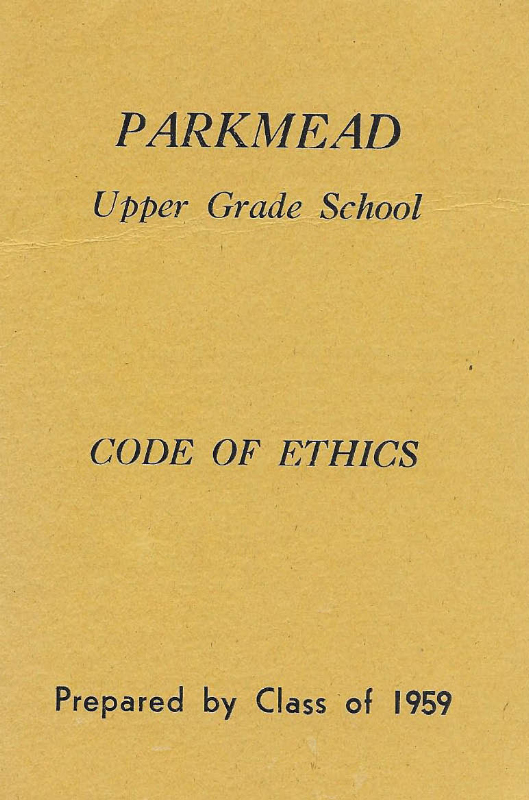 PARKMEAD
Upper Grade School
CODE OF ETHICS
Prepared by Class of 1959